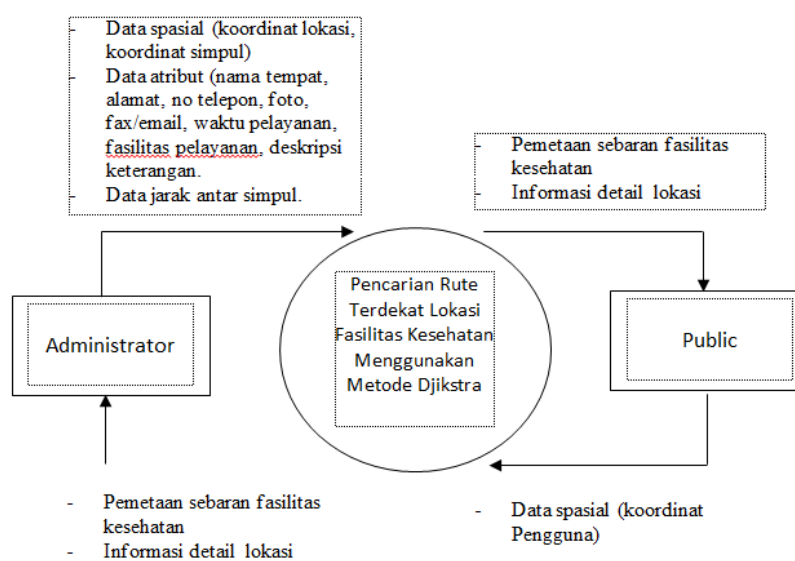 - Data spasial (koordinat lokasi,
koordinat simpul)
- Data atribut (nama tempat,
alamat, no telepon, foto,
fax/email, waktu pelayanan,
fasilitas pelayanan, deskripsi
keterangan.
- Data jarak antar simpul.
- Pemetaan sebaran fasilitas
kesehatan
- Informasi detail lokasi
Administrator
Pencarian Rute
Terdekat Lokasi
Fasilitas Kesehatan
Menggunakan
Metode Djikstra
Public
- Pemetaan sebaran fasilitas
kesehatan
- Informasi detail lokasi
- Data spasial (koordinat
Pengguna)